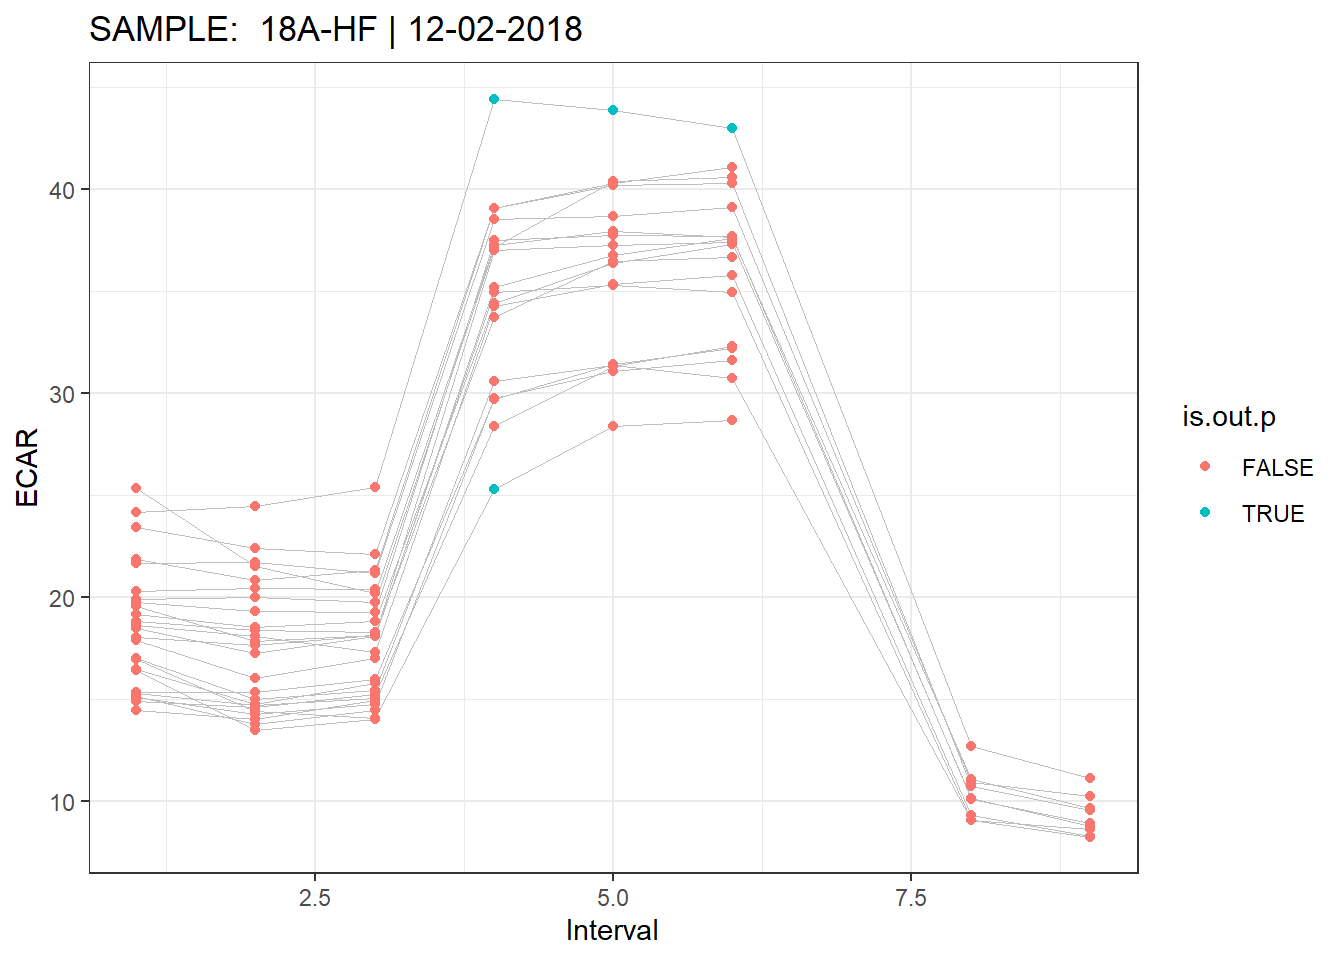 SAMPLE:  18A-HF | 12-02-2018
ECAR
40
30
20
10
2.5
5.0
7.5
Interval
is.out.p
FALSE
TRUE